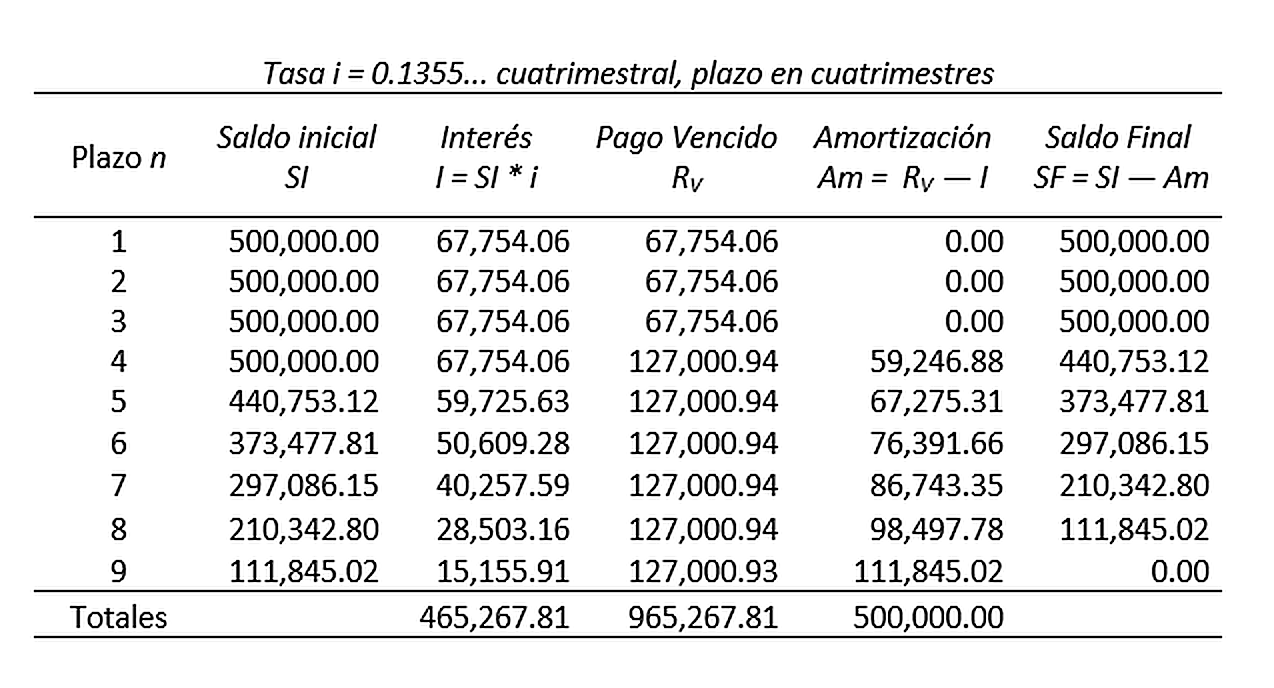 Tasa i = 0.1355... cuatrimestral, plazo en cuatrimestres
Plazo n Saldo inicial SI Interés I = SI * i Pago Vencido RV Amortización Am = RV — I Saldo Final SF = SI — Am
1 500,000.00 67,754.06 67,754.06 0.00 500,000.00
2 500,000.00 67,754.06 67,754.06 0.00 500,000.00
3 500,000.00 67,754.06 67,754.06 0.00 500,000.00
4 500,000.00 67,754.06 127,000.94 59,246.88 440,753.12
5 440,753.12 59,725.63 127,000.94 67,275.31 373,477.81
6 373,477.81 50,609.28 127,000.94 76,391.66 297,086.15
7 297,086.15 40,257.59 127,000.94 86,743.35 210,342.80
8 210,342.80 28,503.16 127,000.94 98,497.78 111,845.02
9 111,845.02 15,155.91 127,000.93 111,845.02 0.00
Totales 465,267.81 965,267.81 500,000.00